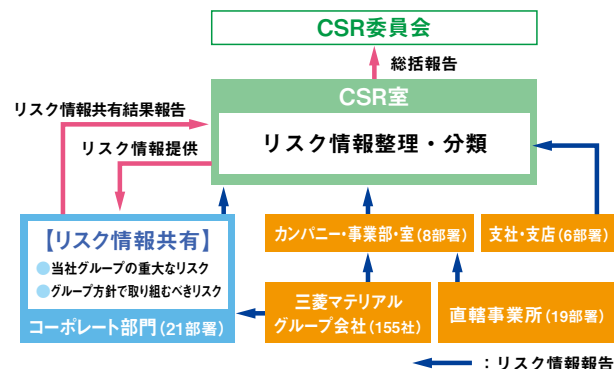 CSR委員会
総括報告
CSR室
リスク情報整理・分類
リスク情報共有結果報告
リスク情報提供
【リスク情報共有】
●当社グループの重大なリスク
●グループ方針で取り組むべきリスク
コーポレート部門(21部署)
カンパニー・事業部・室(8部署)
支社・支店(6部署)
三菱マテリアル
グループ会社(155社)
直轄事業所(19部署)
:リスク情報報告